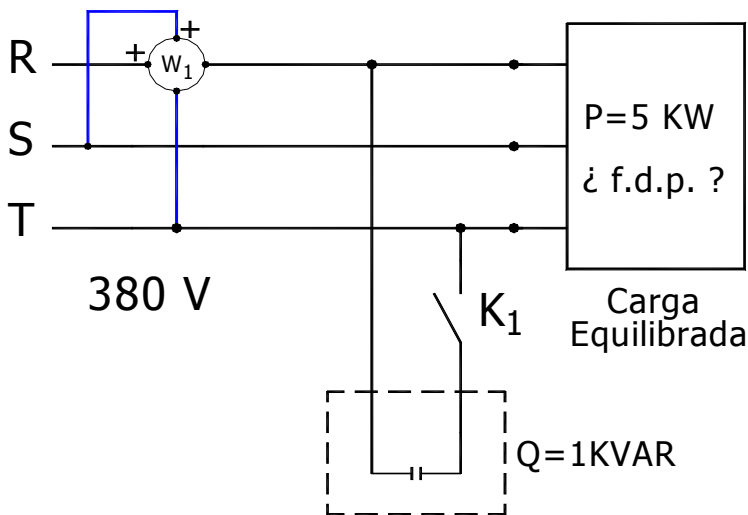 + +
R
W1
S
T
380 V
P=5 KW
¿ f.d.p. ?
Carga
Equilibrada
K1
Q=1KVAR